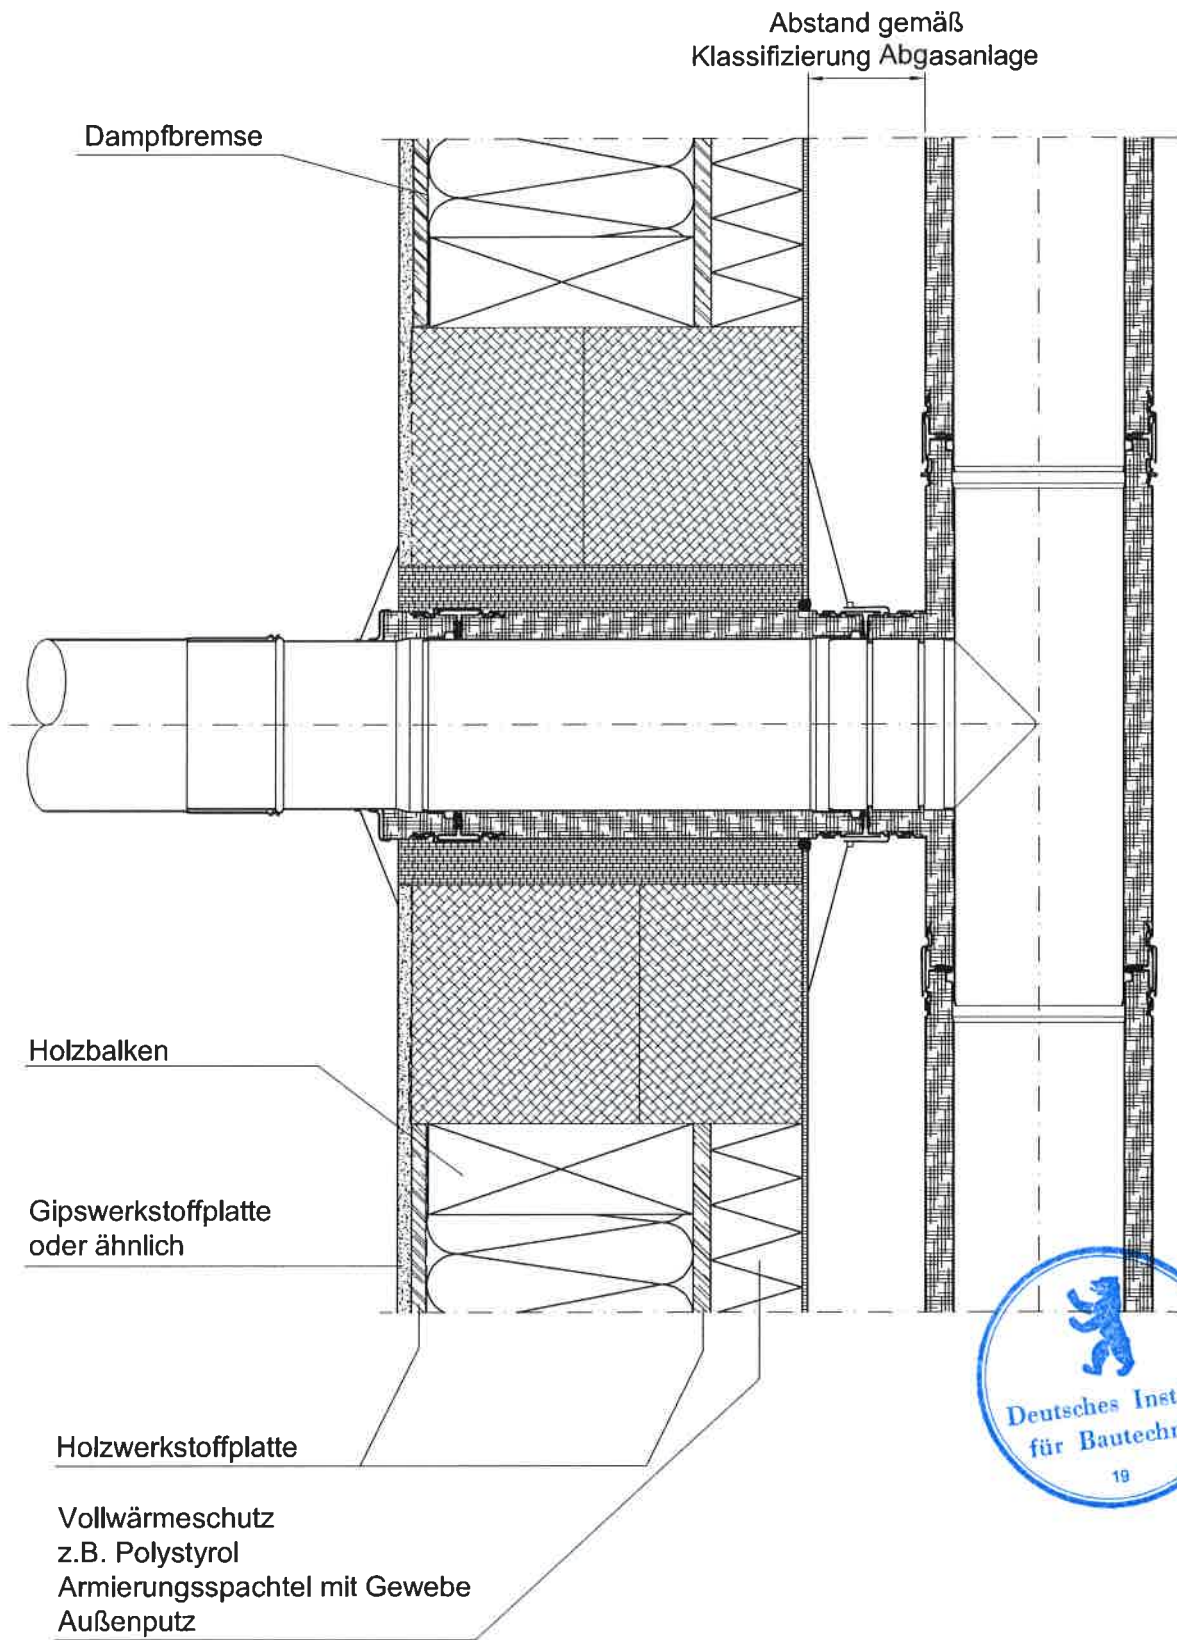 Abstand gemäß
Klassifizierung Abgasanlage
Dampfbremse
Holzbalken
Gipswerkstoffplatte
oder ähnlich
Holzwerkstoffplatte
Vollwärmeschutz
z.B. Polystyrol
Armierungsspachtel mit Gewebe
Außenputz
Deutsches Inst
für Bautech
19